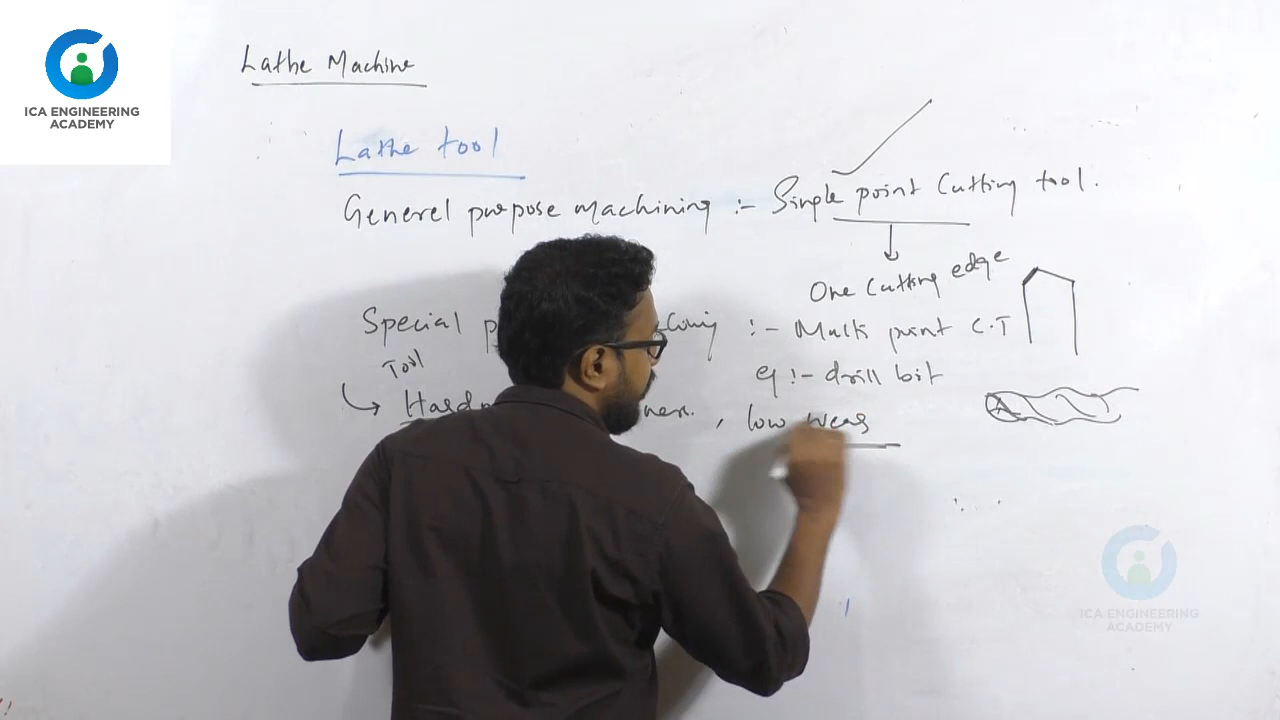 ICA ENGINEERING
ACADEMY
Lathe Machine
Lathe tool
General purpose machining :- Single point Cutting tool.
One Cutting edge
Special :- Multi point C.T
Tool
eg :- drill bit
, low wear
ICA ENGINEERING
ACADEMY